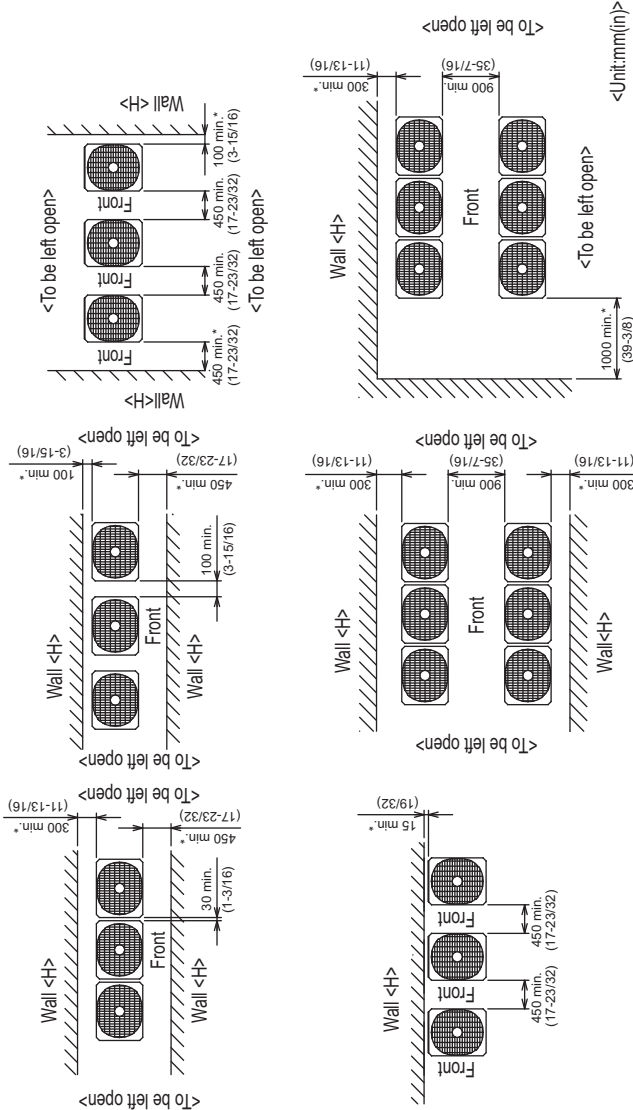 <To be left open>
Wall <H>
300 min.*
(11-13/16)
Front
450 min.*
(17-23/32)
30 min.
(1-3/16)
Wall <H>
<To be left open>
<To be left open>
Wall <H>
100 min.*
(3-15/16)
Front
450 min.*
(17-23/32)
100 min.
(3-15/16)
Wall <H>
<To be left open>
<To be left open>
Wall<H>
Front
Front
Front
450 min.*
(17-23/32)
450 min.
(17-23/32)
450 min.
(17-23/32)
100 min.*
(3-15/16)
Wall<H>
<To be left open>
Wall <H>
15 min.*
(19/32)
Front
Front
Front
450 min.
(17-23/32)
450 min.
(17-23/32)
<To be left open>
Wall <H>
300 min.*
(11-13/16)
900 min.
(35-7/16)
Front
300 min.*
(11-13/16)
Wall<H>
<To be left open>
Wall <H>
300 min.*
(11-13/16)
900 min.
(35-7/16)
Front
<To be left open>
1000 min.*
(39-3/8)
<To be left open>
<Unit:mm(in)>